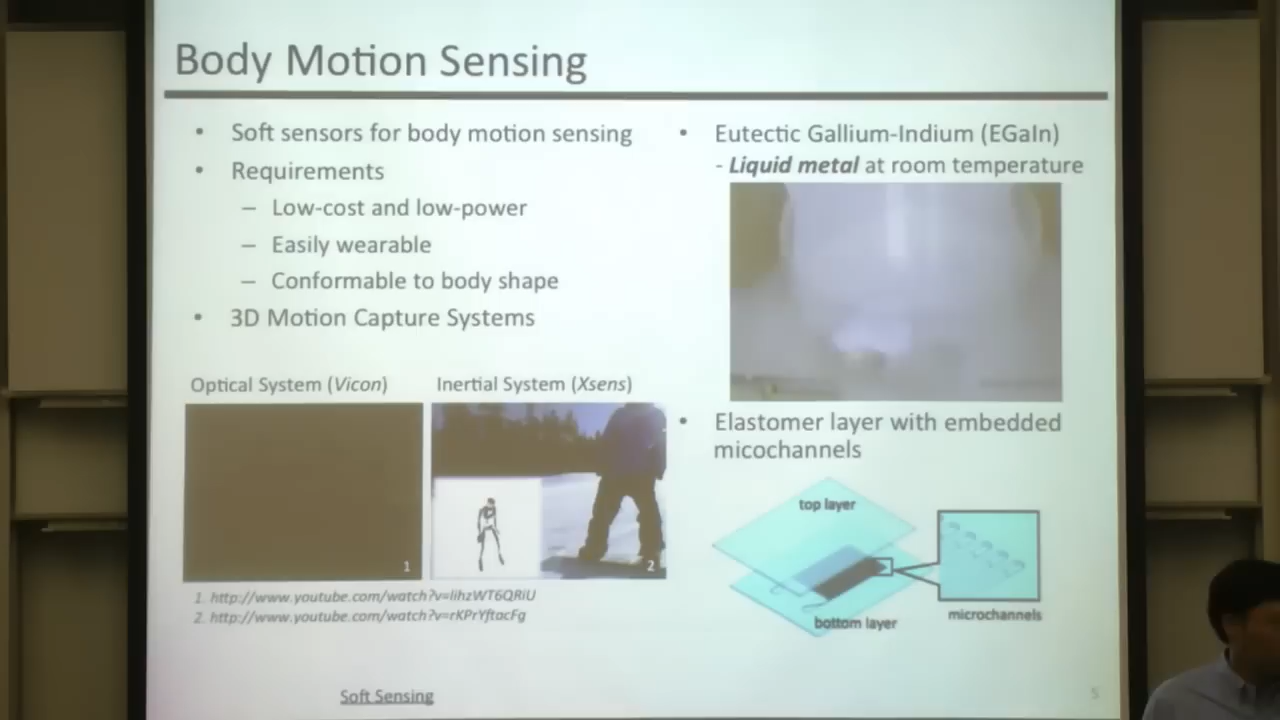 Body Motion Sensing
• Soft sensors for body motion sensing
• Requirements
– Low-cost and low-power
– Easily wearable
– Conformable to body shape
• 3D Motion Capture Systems
Optical System (Vicon)
Inertial System (Xsens)
1
2
1. http://www.youtube.com/watch?v=IihzWT6QRiU
2. http://www.youtube.com/watch?v=rKPrYftacFg
• Eutectic Gallium-Indium (EGaIn)
- Liquid metal at room temperature
• Elastomer layer with embedded
micochannels
top layer
bottom layer
microchannels
Soft Sensing
5